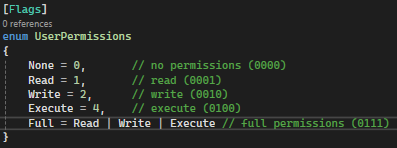 [Flags]
0 references
enum UserPermissions
{
    None = 0,       // no permissions (0000)
    Read = 1,       // read (0001)
    Write = 2,      // write (0010)
    Execute = 4,    // execute (0100)
    Full = Read | Write | Execute // full permissions (0111)
}